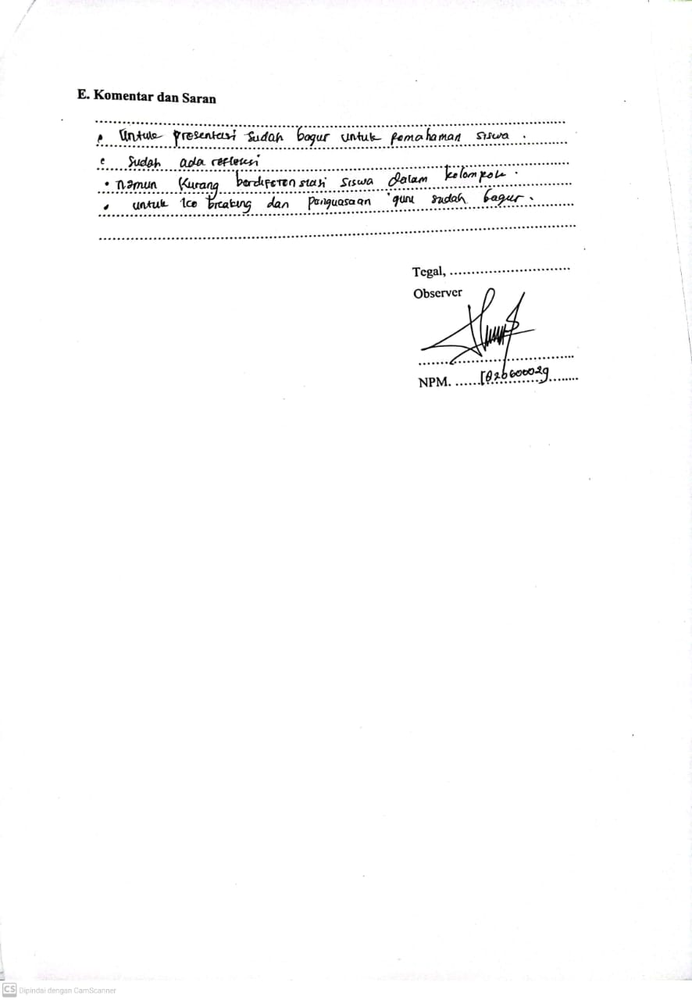 E. Komentar dan Saran
• Untuk presentasi sudah bagus untuk pemahaman siswa.
• Sudah ada refleksi
• Namun kurang berdiferensiasi siswa dalam kelompok.
• untuk Ice breaking dan penguasaan guru sudah bagus.
Tegal, ..............................
Observer
NPM. ......182600029........
CS Dipindai dengan CamScanner